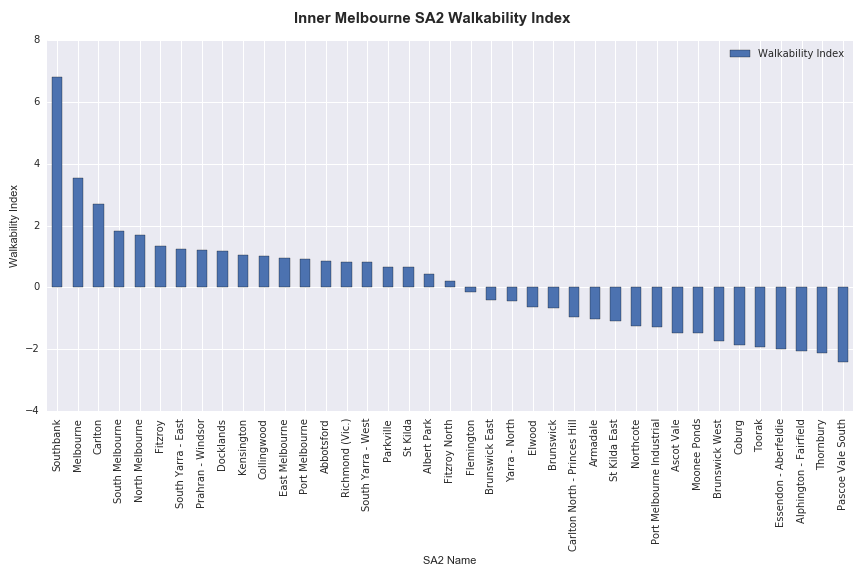 Inner Melbourne SA2 Walkability Index
Walkability Index
8
6
4
2
0
−2
−4
Walkability Index
Southbank
Melbourne
Carlton
South Melbourne
North Melbourne
Fitzroy
South Yarra - East
Prahran - Windsor
Docklands
Kensington
Collingwood
East Melbourne
Port Melbourne
Abbotsford
Richmond (Vic.)
South Yarra - West
Parkville
St Kilda
Albert Park
Fitzroy North
Flemington
Brunswick East
Yarra - North
Elwood
Brunswick
Carlton North - Princes Hill
Armadale
St Kilda East
Northcote
Port Melbourne Industrial
Ascot Vale
Moonee Ponds
Brunswick West
Coburg
Toorak
Essendon - Aberfeldie
Alphington - Fairfield
Thornbury
Pascoe Vale South
SA2 Name